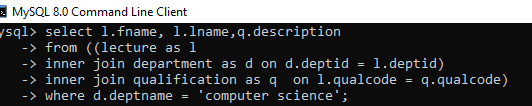 MySQL 8.0 Command Line Client
ysql> select l.fname, l.lname,q.description
-> from ((lecture as l
-> inner join department as d on d.deptid = l.deptid)
-> inner join qualification as q  on l.qualcode = q.qualcode)
-> where d.deptname = 'computer science';